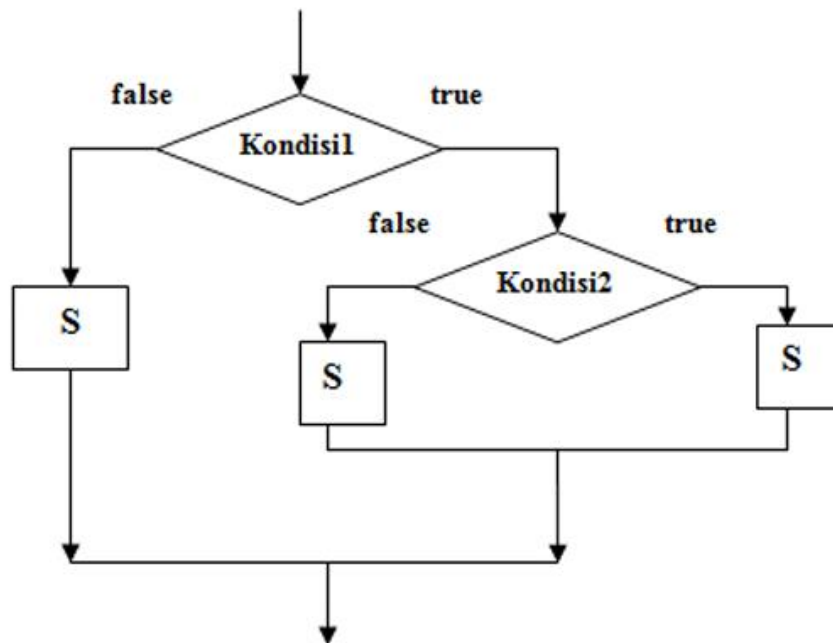 false
true
Kondisi1
false
true
Kondisi2
S
S
S